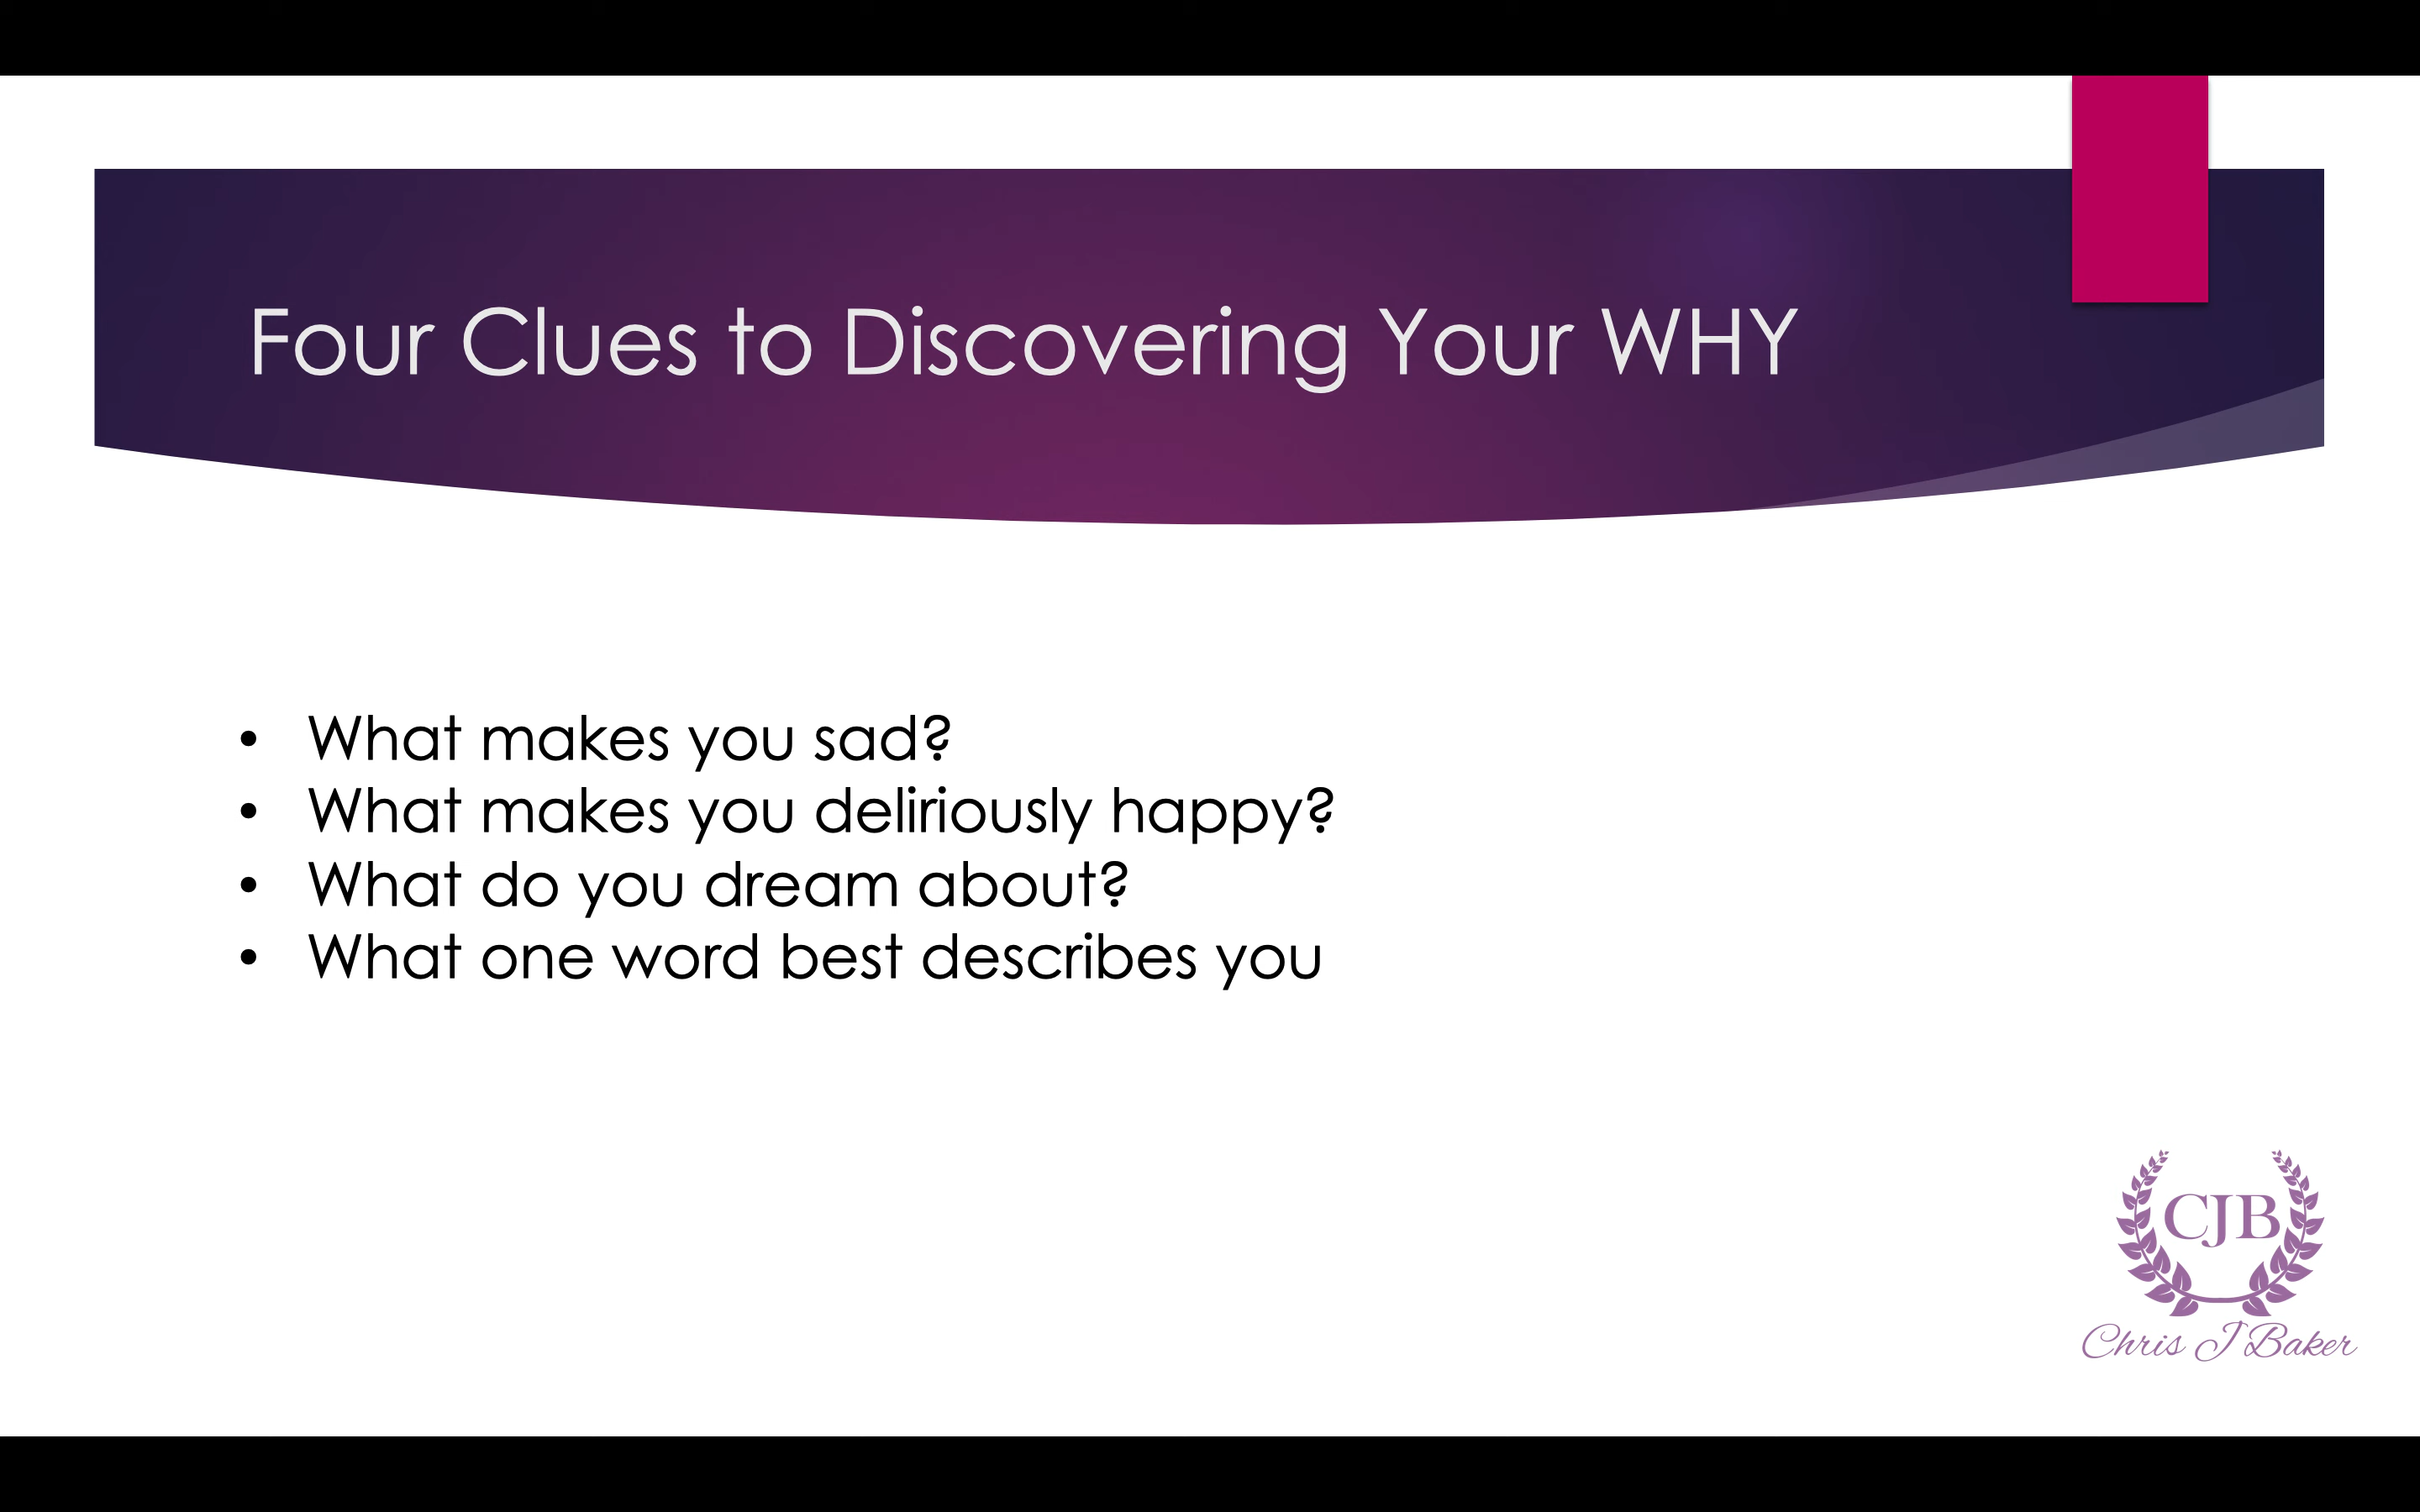 Four Clues to Discovering Your WHY
• What makes you sad?
• What makes you deliriously happy?
• What do you dream about?
• What one word best describes you
CJB
Chris J Baker